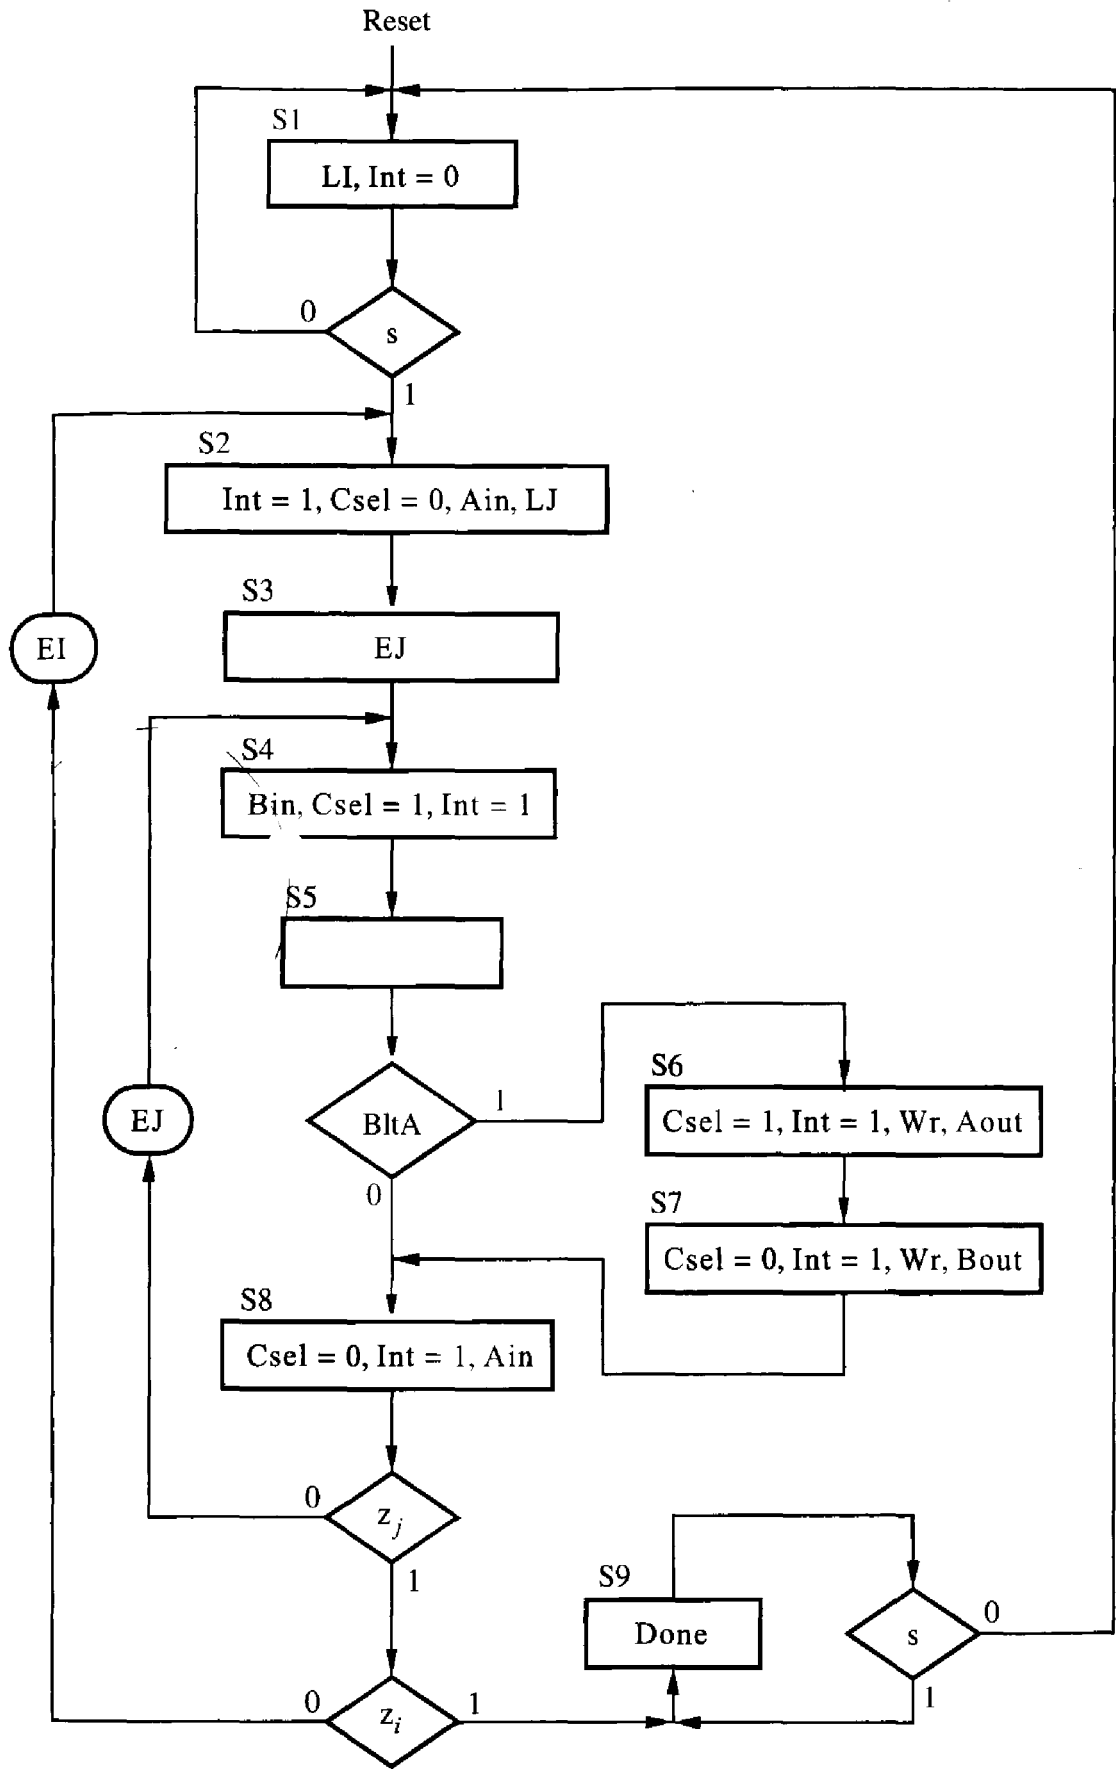 Reset
S1
LI, Int = 0
0
s
1
S2
Int = 1, Csel = 0, Ain, LJ
S3
EJ
EI
S4
Bin, Csel = 1, Int = 1
S5
BltA
1
0
EJ
S6
Csel = 1, Int = 1, Wr, Aout
S7
Csel = 0, Int = 1, Wr, Bout
S8
Csel = 0, Int = 1, Ain
0
zj
1
S9
Done
s
0
1
0
zi
1